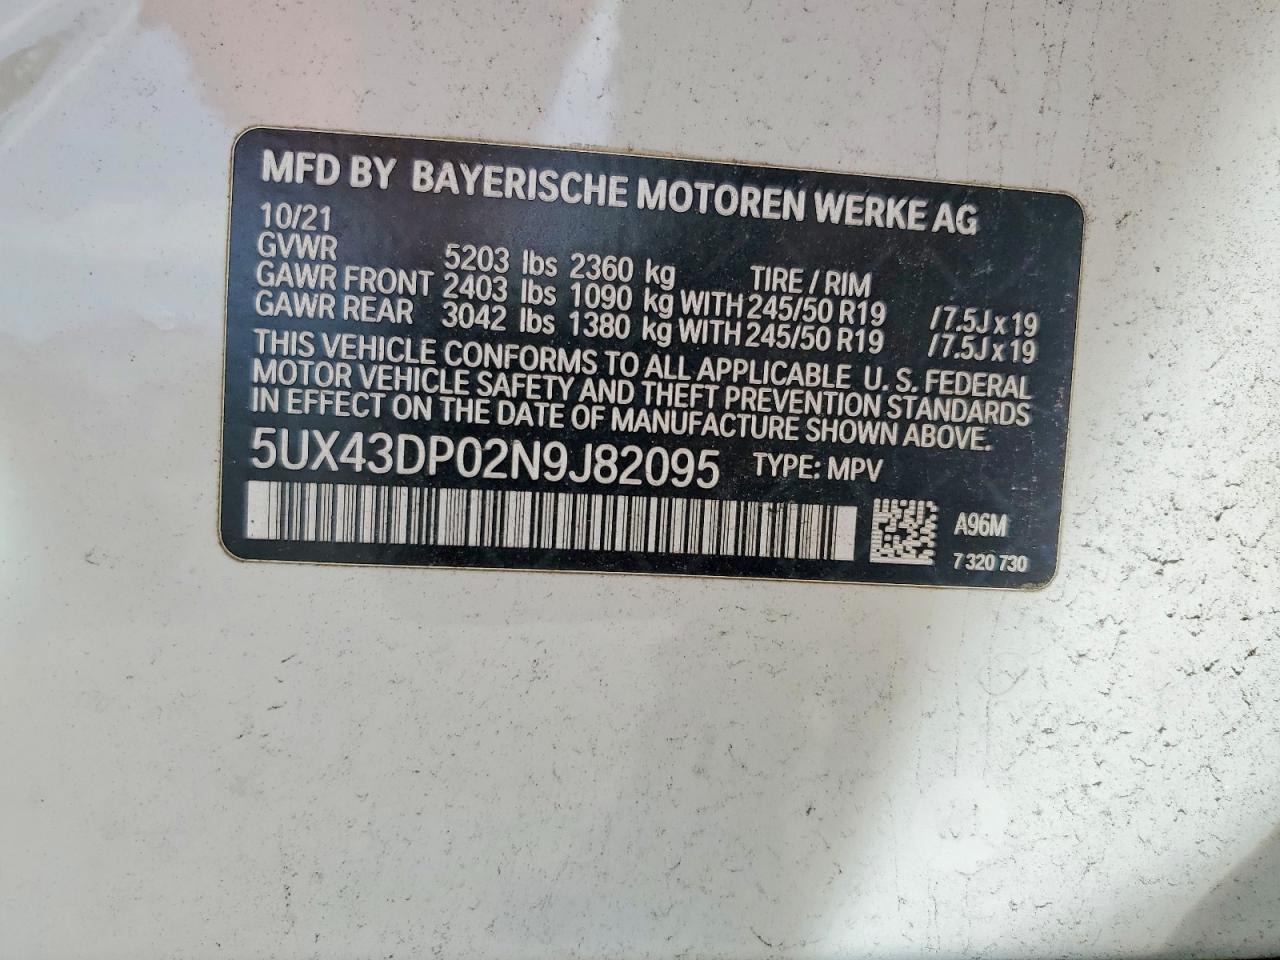 MFD BY BAYERISCHE MOTOREN WERKE AG
10/21
GVWR 5203 lbs 2360 kg TIRE / RIM
GAWR FRONT 2403 lbs 1090 kg WITH 245/50 R19 /7.5J x 19
GAWR REAR 3042 lbs 1380 kg WITH 245/50 R19 /7.5J x 19
THIS VEHICLE CONFORMS TO ALL APPLICABLE U. S. FEDERAL
MOTOR VEHICLE SAFETY AND THEFT PREVENTION STANDARDS
IN EFFECT ON THE DATE OF MANUFACTURE SHOWN ABOVE.
5UX43DP02N9J82095 TYPE: MPV
A96M
7 320 730